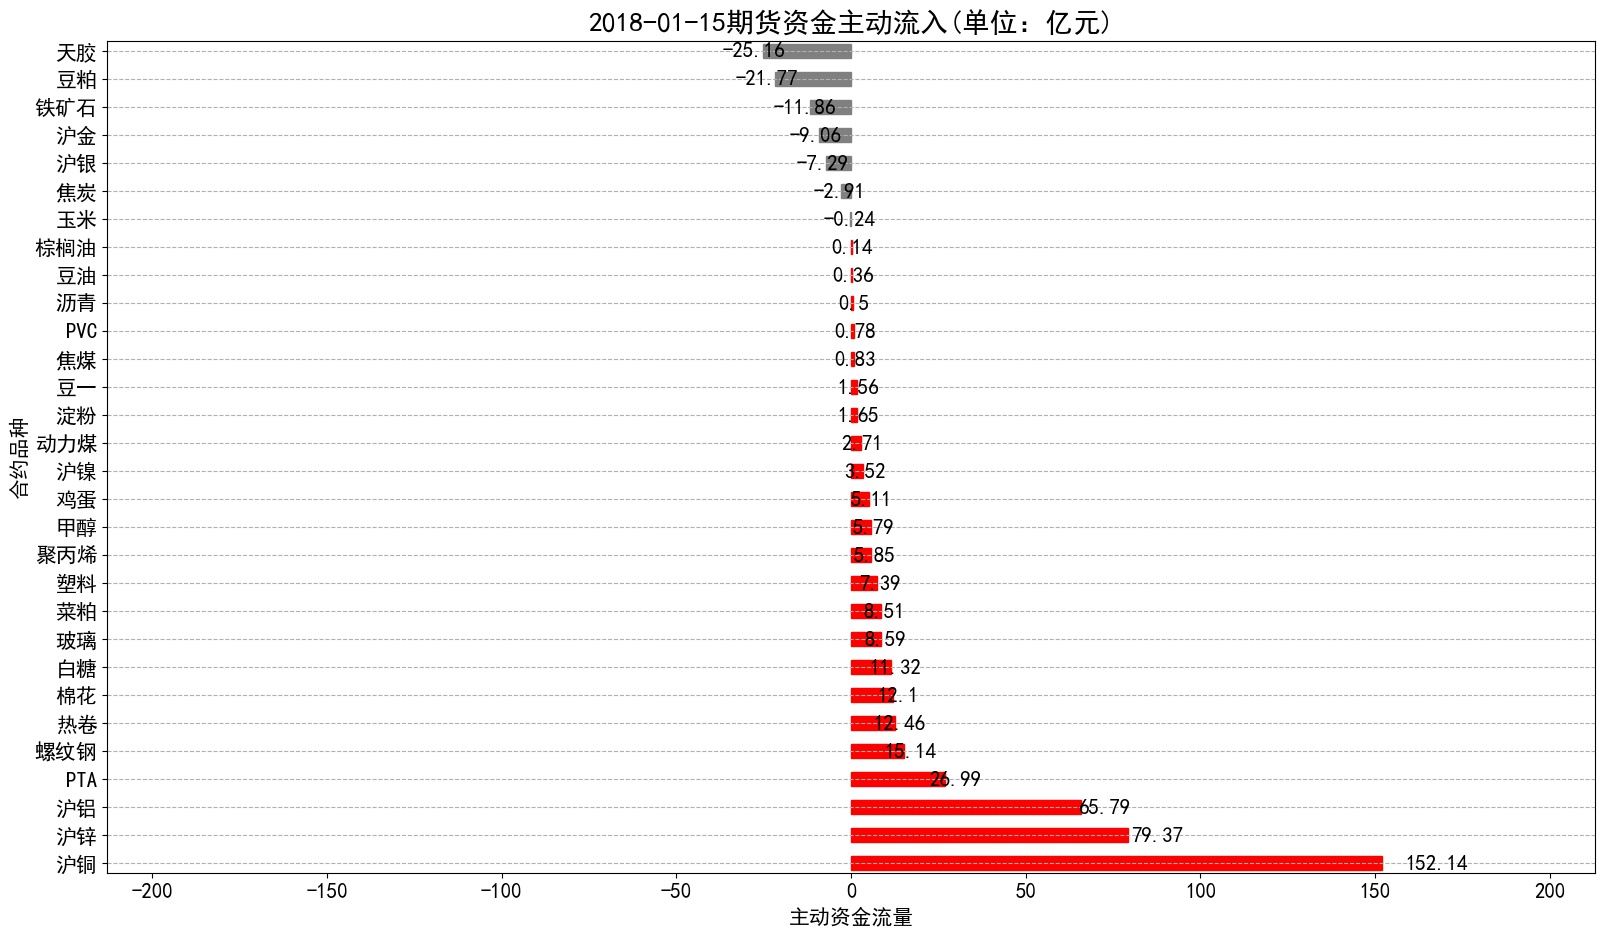 2018-01-15期货资金主动流入(单位：亿元)
天胶 -25.16
豆粕 -21.77
铁矿石 -11.86
沪金 -9.06
沪银 -7.29
焦炭 -2.91
玉米 -0.24
棕榈油 0.14
豆油 0.36
沥青 0.5
PVC 0.78
焦煤 0.83
豆一 1.56
淀粉 1.65
动力煤 2.71
沪镍 3.52
鸡蛋 5.11
甲醇 5.79
聚丙烯 5.85
塑料 7.39
菜粕 8.51
玻璃 8.59
白糖 11.32
棉花 12.1
热卷 12.46
螺纹钢 15.14
PTA 26.99
沪铝 65.79
沪锌 79.37
沪铜 152.14
合约品种
-200 -150 -100 -50 0 50 100 150 200
主动资金流量